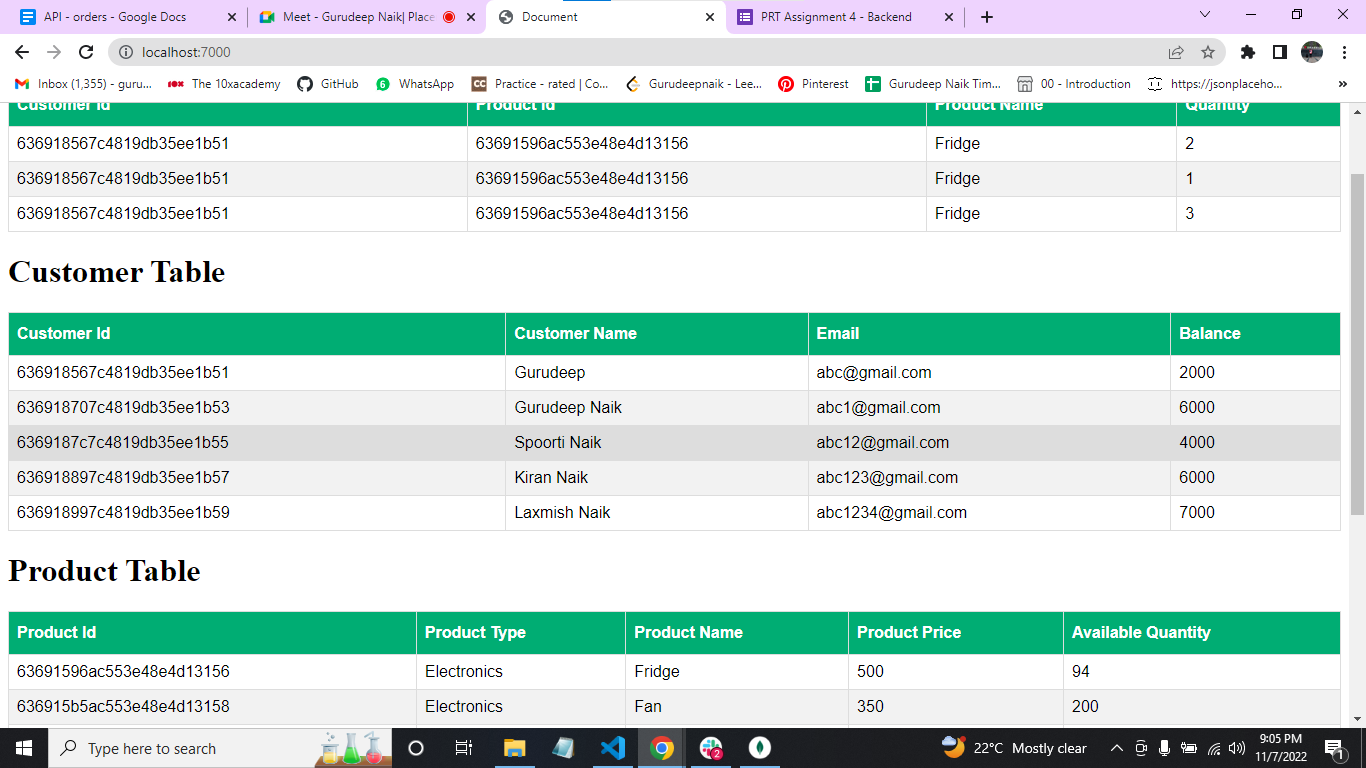 API - orders - Google Docs
Meet - Gurudeep Naik| Place
Document
PRT Assignment 4 - Backend
localhost:7000
Inbox (1,355) - guru...
The 10xacademy
GitHub
WhatsApp
Practice - rated | Co...
Gurudeepnaik - Lee...
Pinterest
Gurudeep Naik Tim...
00 - Introduction
https://jsonplaceho...
»
Customer Id Product Id Product Name Quantity
636918567c4819db35ee1b51 63691596ac553e48e4d13156 Fridge 2
636918567c4819db35ee1b51 63691596ac553e48e4d13156 Fridge 1
636918567c4819db35ee1b51 63691596ac553e48e4d13156 Fridge 3
Customer Table
Customer Id Customer Name Email Balance
636918567c4819db35ee1b51 Gurudeep abc@gmail.com 2000
636918707c4819db35ee1b53 Gurudeep Naik abc1@gmail.com 6000
6369187c7c4819db35ee1b55 Spoorti Naik abc12@gmail.com 4000
636918897c4819db35ee1b57 Kiran Naik abc123@gmail.com 6000
636918997c4819db35ee1b59 Laxmish Naik abc1234@gmail.com 7000
Product Table
Product Id Product Type Product Name Product Price Available Quantity
63691596ac553e48e4d13156 Electronics Fridge 500 94
636915b5ac553e48e4d13158 Electronics Fan 350 200
Type here to search
2
22°C Mostly clear
9:05 PM
11/7/2022
1